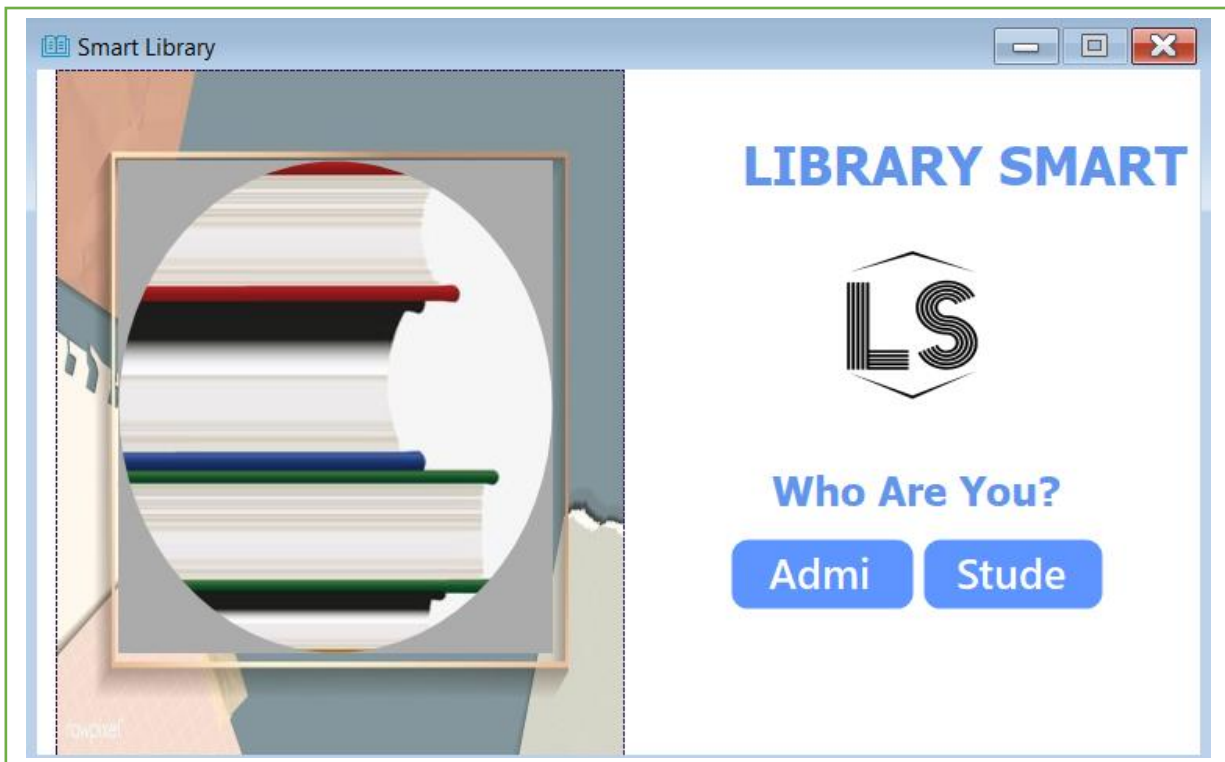 Smart Library
LIBRARY SMART
LS
Who Are You?
Admi
Stude
rawpixel